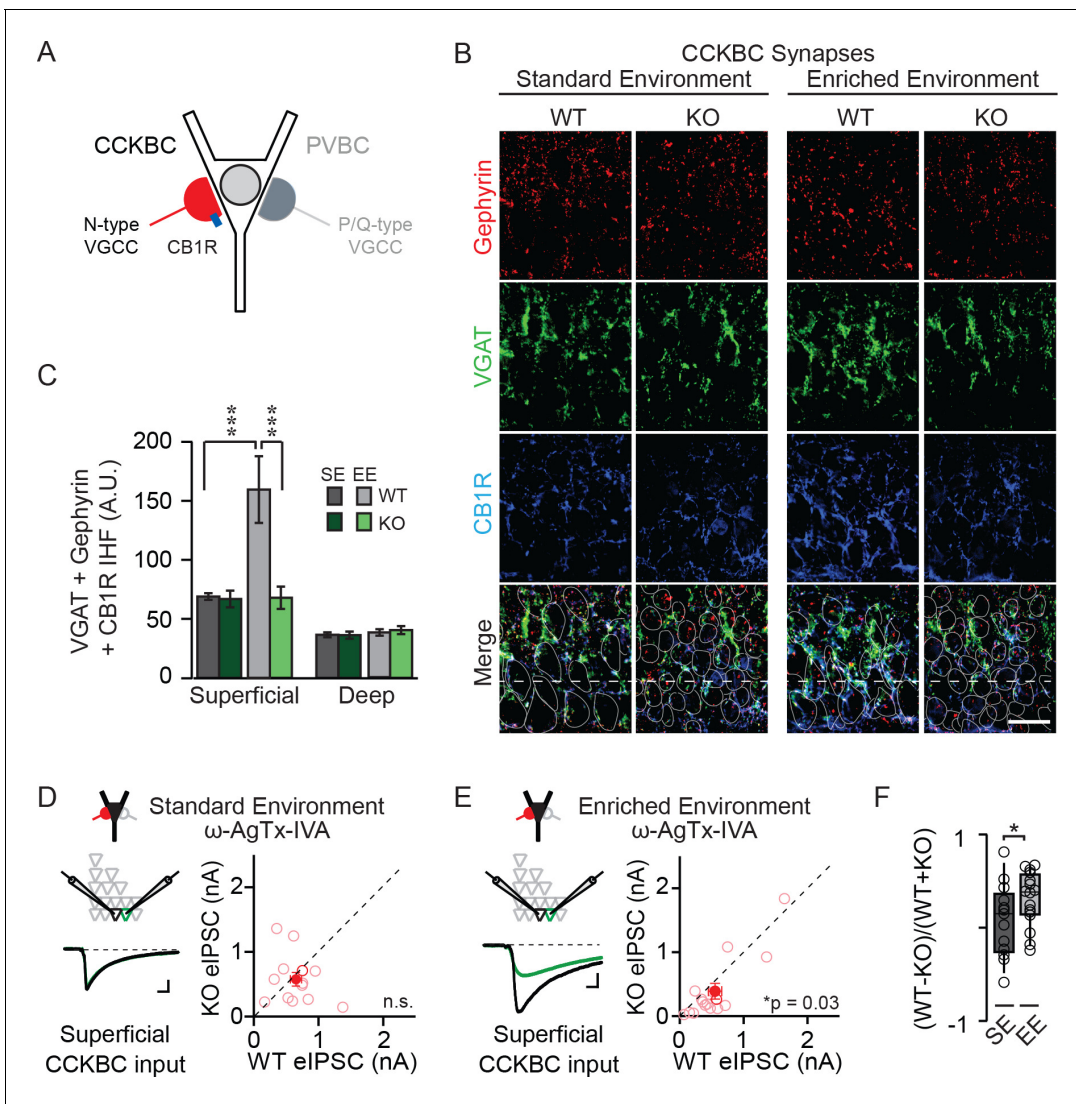 A
CCKBC
PVBC
N-type
VGCC
CB1R
P/Q-type
VGCC
B
CCKBC Synapses
Standard Environment
Enriched Environment
WT
KO
WT
KO
Gephyrin
VGAT
CB1R
Merge
C
VGAT + Gephyrin
+ CB1R IHF (A.U.)
200
150
100
50
0
***
***
SE EE
WT
KO
Superficial
Deep
D
Standard Environment
ω-AgTx-IVA
KO eIPSC (nA)
2
1
0
0
1
2
n.s.
WT eIPSC (nA)
Superficial
CCKBC input
E
Enriched Environment
ω-AgTx-IVA
KO eIPSC (nA)
2
1
0
0
1
2
*p = 0.03
WT eIPSC (nA)
Superficial
CCKBC input
F
(WT-KO)/(WT+KO)
1
-1
*
SE
EE